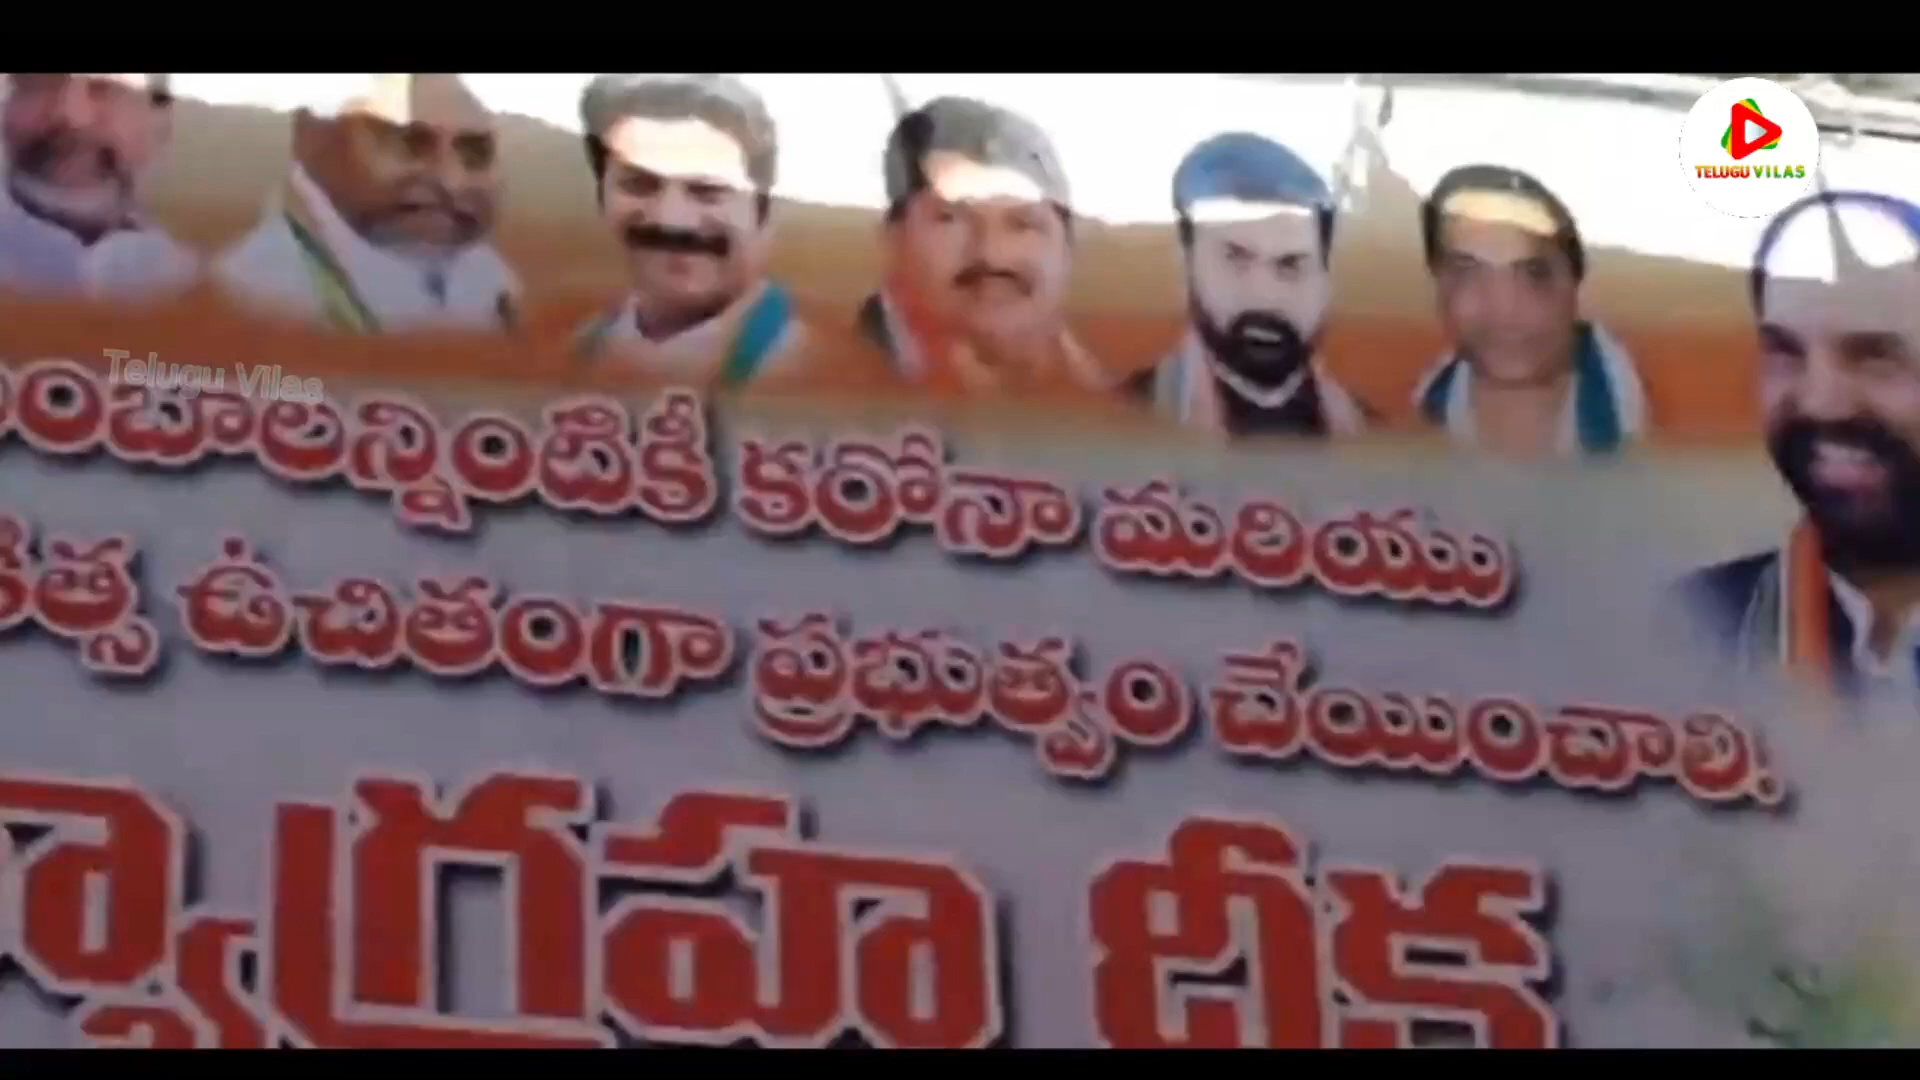 TELUGU VILAS
Telugu Vilas
కరోనా మరియు
ఉచితంగా ప్రభుత్వం చేయించాలి.
దీక్ష